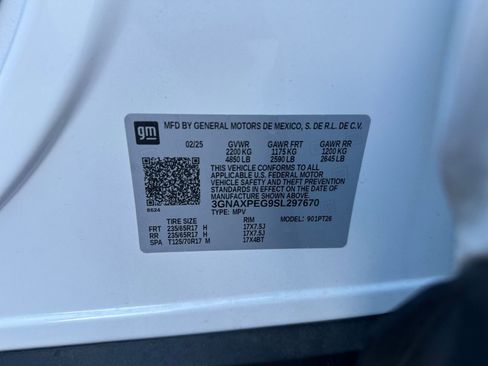 gm
MFD BY GENERAL MOTORS DE MEXICO, S. DE R.L. DE C.V.
02/25 GVWR GAWR FRT GAWR RR
2200 KG 1175 KG 1200 KG
4850 LB 2590 LB 2645 LB
THIS VEHICLE CONFORMS TO ALL APPLICABLE
U.S. FEDERAL MOTOR
VEHICLE SAFETY AND THEFT PREVENTION
STANDARDS IN EFFECT ON THE DATE OF
MANUFACTURE SHOWN ABOVE
3GNAXPEG9SL297670
TYPE: MPV MODEL: 901PT26
TIRE SIZE RIM
FRT 235/65R17 H 17X7.5J
RR 235/65R17 H 17X7.5J
SPA T125/70R17 M 17X4BT